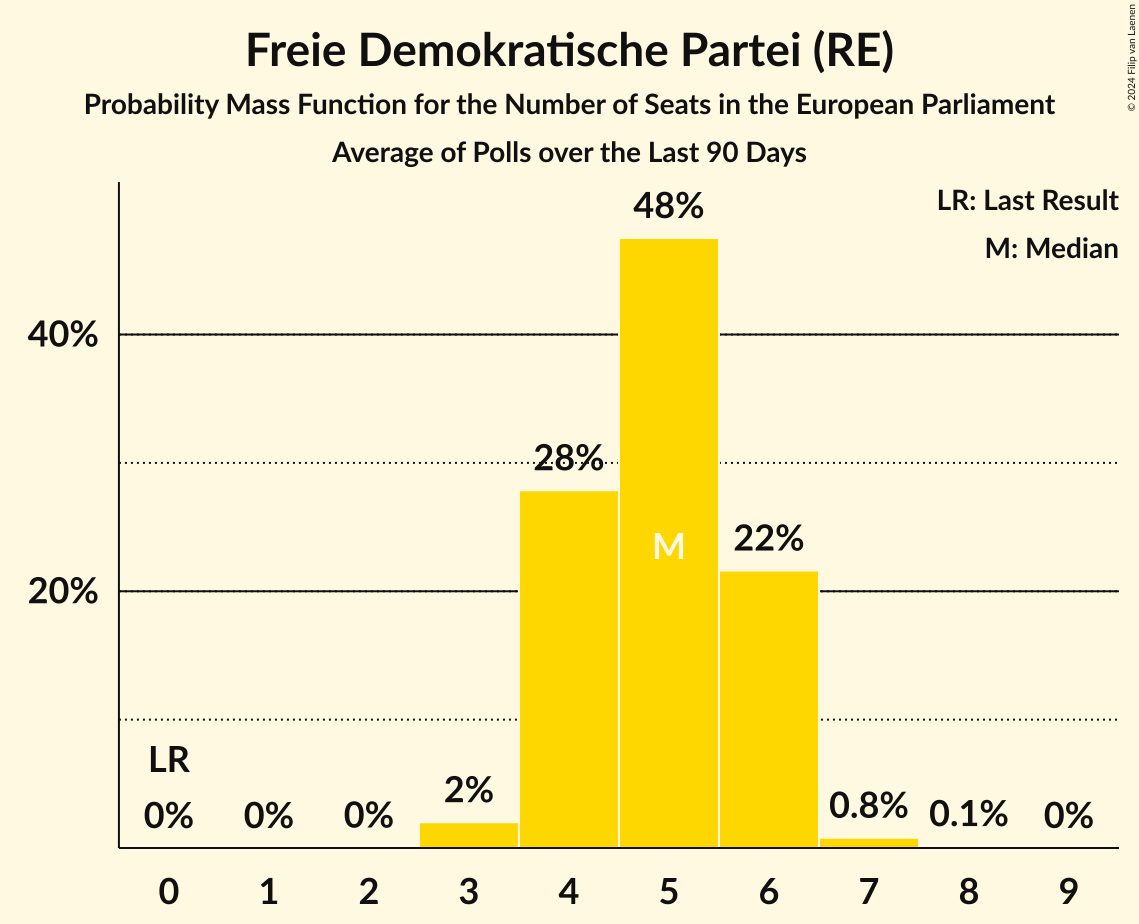 Freie Demokratische Partei (RE)
Probability Mass Function for the Number of Seats in the European Parliament
Average of Polls over the Last 90 Days
© 2024 Filip van Laenen
LR: Last Result
M: Median
48%
40%
28%
M
22%
20%
LR
0%
0%
0%
2%
0.8%
0.1%
0%
0
1
2
3
4
5
6
7
8
9